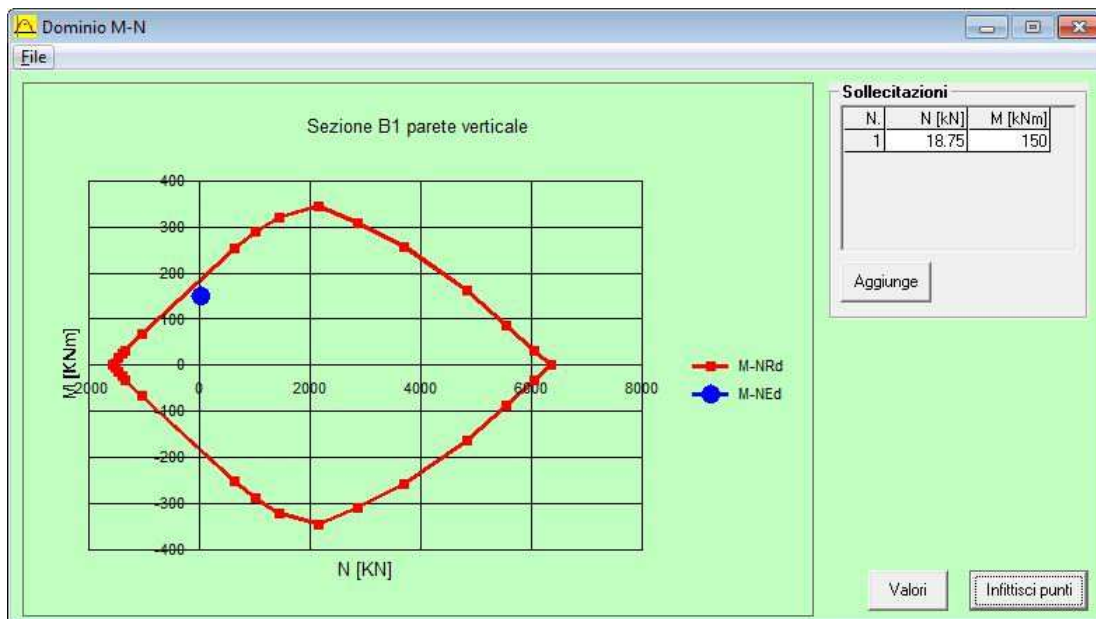 Dominio M-N
File
Sezione B1 parete verticale
400
300
200
100
0
-100
-200
-300
-400
M [KNm]
2000
0
2000
4000
6000
8000
N [KN]
M-NRd
M-NEd
Sollecitazioni
N. N [kN] M [kNm]
1 18.75 150
Aggiunge
Valori
Infittisci punti